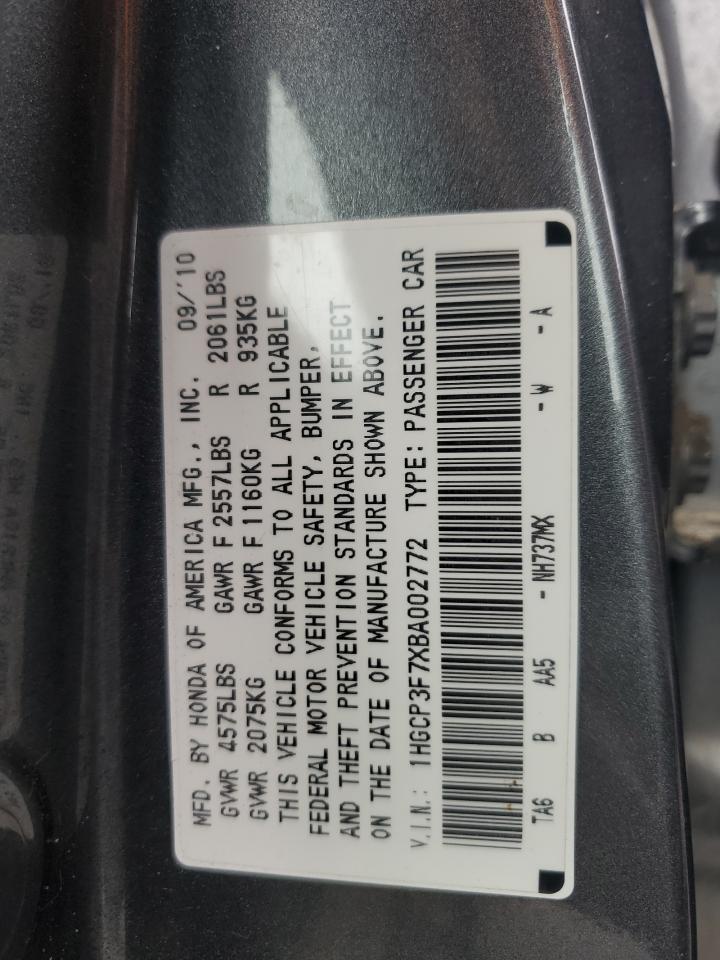 MFD. BY HONDA OF AMERICA MFG., INC. 09/'10
GVWR 4575LBS GAWR F 2557LBS R 2061LBS
GVWR 2075KG GAWR F 1160KG R 935KG
THIS VEHICLE CONFORMS TO ALL APPLICABLE
FEDERAL MOTOR VEHICLE SAFETY, BUMPER,
AND THEFT PREVENTION STANDARDS IN EFFECT
ON THE DATE OF MANUFACTURE SHOWN ABOVE.
V.I.N.: 1HGCP3F7XBA002772 TYPE: PASSENGER CAR
TA6 B AA5 - NH737MX - W - A